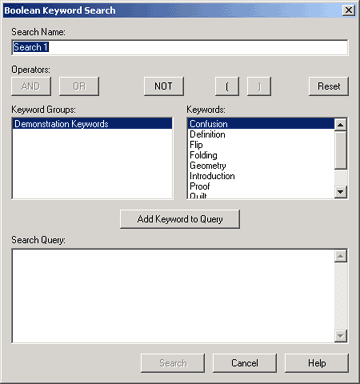 Boolean Keyword Search
Search Name:
Search 1
Operators:
AND OR NOT ( ) Reset
Keyword Groups: Keywords:
Demonstration Keywords Confusion
Definition
Flip
Folding
Geometry
Introduction
Proof
Quilt
Add Keyword to Query
Search Query:
Search Cancel Help